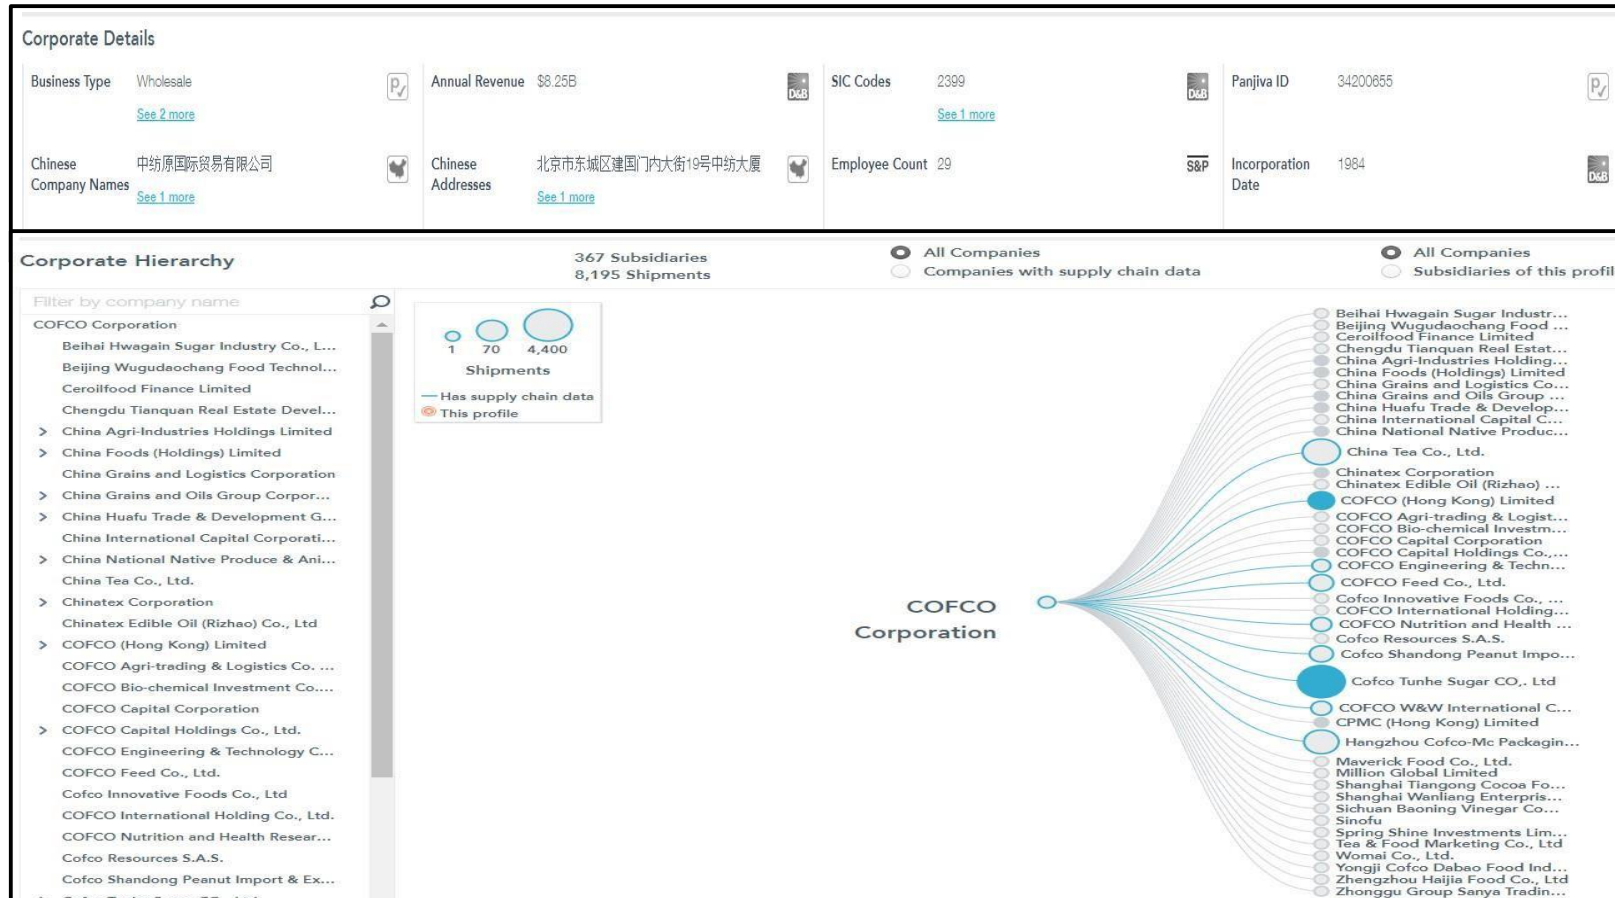 Corporate Details
Business Type Wholesale
See 2 more
Annual Revenue $8.25B
D&B
SIC Codes 2399
See 1 more
D&B
Panjiva ID 34200655
Chinese Company Names 中纺原国际贸易有限公司
See 1 more
Chinese Addresses 北京市东城区建国门内大街19号中纺大厦
See 1 more
Employee Count 29
S&P
Incorporation Date 1984
D&B
Corporate Hierarchy
367 Subsidiaries
8,195 Shipments
All Companies
Companies with supply chain data
All Companies
Subsidiaries of this profil
Filter by company name
COFCO Corporation
Beihai Hwagain Sugar Industry Co., L...
Beijing Wugudaochang Food Technol...
Ceroilfood Finance Limited
Chengdu Tianquan Real Estate Devel...
> China Agri-Industries Holdings Limited
> China Foods (Holdings) Limited
China Grains and Logistics Corporation
> China Grains and Oils Group Corpor...
> China Huafu Trade & Development G...
China International Capital Corporati...
> China National Native Produce & Ani...
China Tea Co., Ltd.
> Chinatex Corporation
Chinatex Edible Oil (Rizhao) Co., Ltd
> COFCO (Hong Kong) Limited
COFCO Agri-trading & Logistics Co. ...
COFCO Bio-chemical Investment Co....
COFCO Capital Corporation
> COFCO Capital Holdings Co., Ltd.
COFCO Engineering & Technology C...
COFCO Feed Co., Ltd.
Cofco Innovative Foods Co., Ltd
COFCO International Holding Co., Ltd.
COFCO Nutrition and Health Resear...
Cofco Resources S.A.S.
Cofco Shandong Peanut Import & Ex...
1 70 4,400
Shipments
Has supply chain data
This profile
COFCO
Corporation
Beihai Hwagain Sugar Industr...
Beijing Wugudaochang Food ...
Ceroilfood Finance Limited
Chengdu Tianquan Real Estat...
China Agri-Industries Holding...
China Foods (Holdings) Limited
China Grains and Logistics Co...
China Grains and Oils Group ...
China Huafu Trade & Develop...
China International Capital C...
China National Native Produc...
China Tea Co., Ltd.
Chinatex Corporation
Chinatex Edible Oil (Rizhao) ...
COFCO (Hong Kong) Limited
COFCO Agri-trading & Logist...
COFCO Bio-chemical Investm...
COFCO Capital Corporation
COFCO Capital Holdings Co.,...
COFCO Engineering & Techn...
COFCO Feed Co., Ltd.
Cofco Innovative Foods Co., ...
COFCO International Holding...
COFCO Nutrition and Health ...
Cofco Resources S.A.S.
Cofco Shandong Peanut Impo...
Cofco Tunhe Sugar CO,. Ltd
COFCO W&W International C...
CPMC (Hong Kong) Limited
Hangzhou Cofco-Mc Packagin...
Maverick Food Co., Ltd.
Million Global Limited
Shanghai Tiangong Cocoa Fo...
Shanghai Wanliang Enterpris...
Sichuan Baoning Vinegar Co...
Sinofu
Spring Shine Investments Lim...
Tea & Food Marketing Co., Ltd
Womai Co., Ltd.
Yongji Cofco Dabao Food Ind...
Zhengzhou Haijia Food Co., Ltd
Zhonggu Group Sanya Tradin...